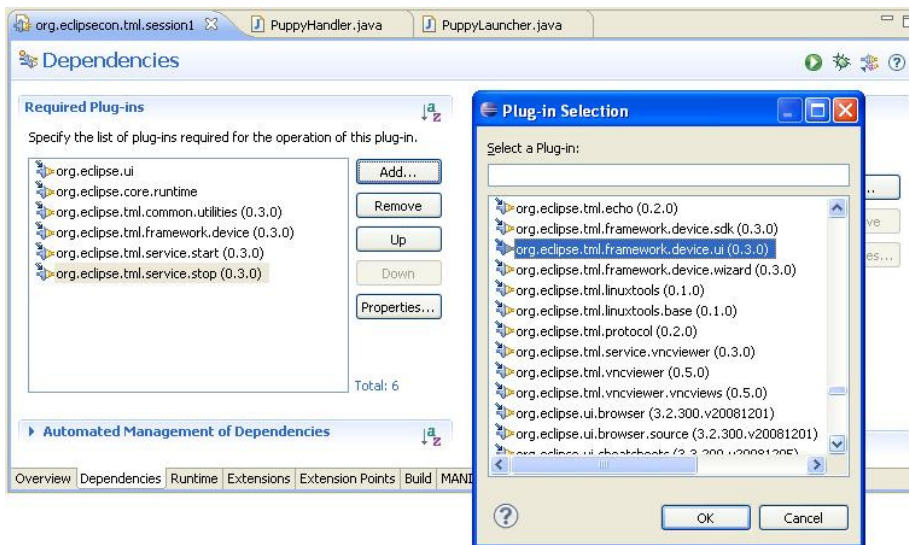 org.eclipsecon.tml.session1
PuppyHandler.java
PuppyLauncher.java
Dependencies
Required Plug-ins
Specify the list of plug-ins required for the operation of this plug-in.
org.eclipse.ui
org.eclipse.core.runtime
org.eclipse.tml.common.utilities (0.3.0)
org.eclipse.tml.framework.device (0.3.0)
org.eclipse.tml.service.start (0.3.0)
org.eclipse.tml.service.stop (0.3.0)
Add...
Remove
Up
Down
Properties...
Total: 6
Automated Management of Dependencies
Overview Dependencies Runtime Extensions Extension Points Build
Plug-in Selection
Select a Plug-in:
org.eclipse.tml.echo (0.2.0)
org.eclipse.tml.framework.device.sdk (0.3.0)
org.eclipse.tml.framework.device.ui (0.3.0)
org.eclipse.tml.framework.device.wizard (0.3.0)
org.eclipse.tml.linuxtools (0.1.0)
org.eclipse.tml.linuxtools.base (0.1.0)
org.eclipse.tml.protocol (0.2.0)
org.eclipse.tml.service.vncviewer (0.3.0)
org.eclipse.tml.vncviewer (0.5.0)
org.eclipse.tml.vncviewer.vncviews (0.5.0)
org.eclipse.ui.browser (3.2.300.v20081201)
org.eclipse.ui.browser.source (3.2.300.v20081201)
OK
Cancel